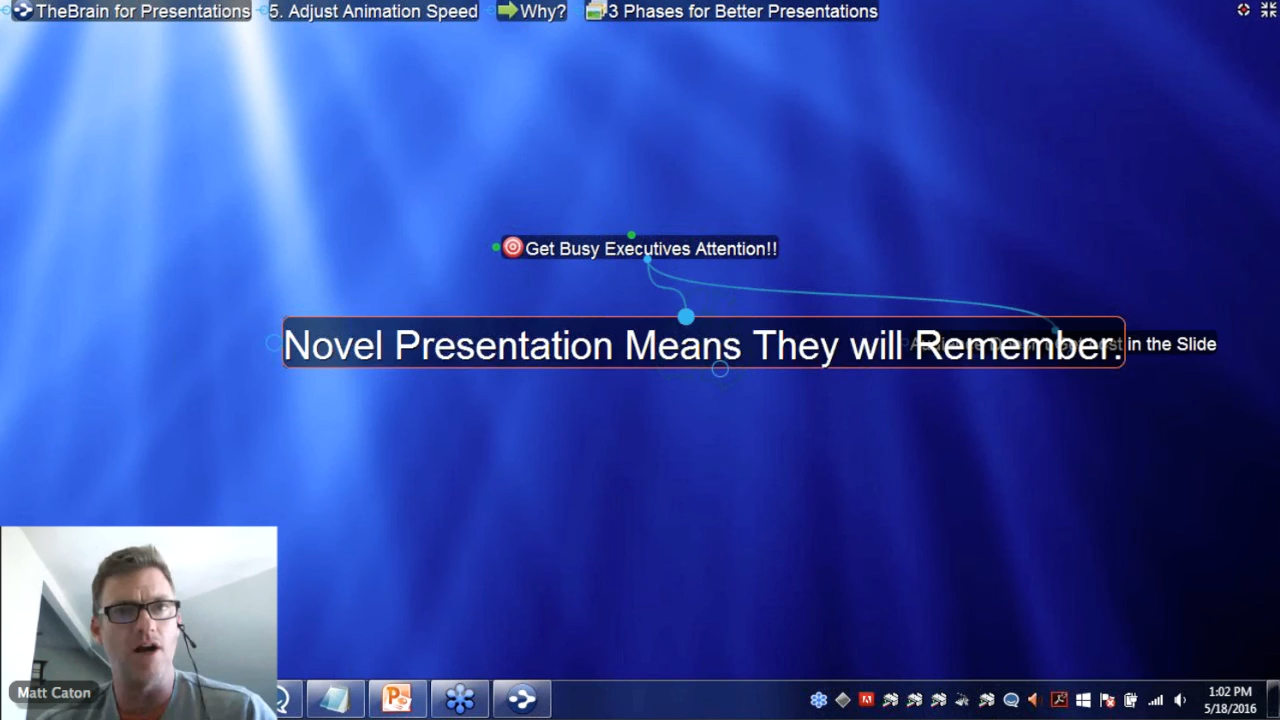 TheBrain for Presentations
5. Adjust Animation Speed
Why?
3 Phases for Better Presentations
Get Busy Executives Attention!!
Novel Presentation Means They will Remember.
in the Slide
Matt Caton
1:02 PM
5/18/2016